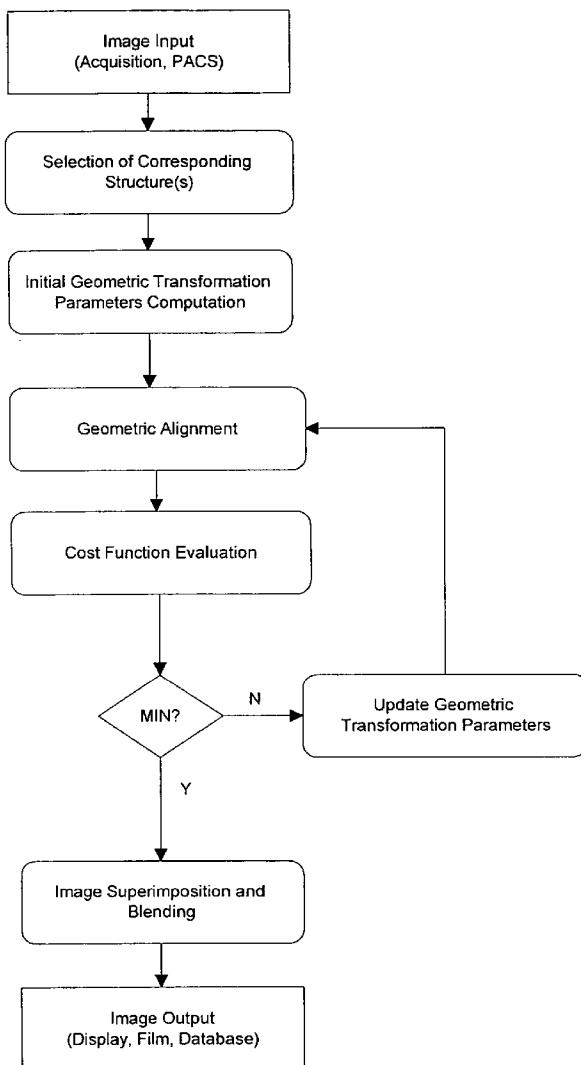 Image Input
(Acquisition, PACS)
Selection of Corresponding
Structure(s)
Initial Geometric Transformation
Parameters Computation
Geometric Alignment
Cost Function Evaluation
MIN?
N
Update Geometric
Transformation Parameters
Y
Image Superimposition and
Blending
Image Output
(Display, Film, Database)